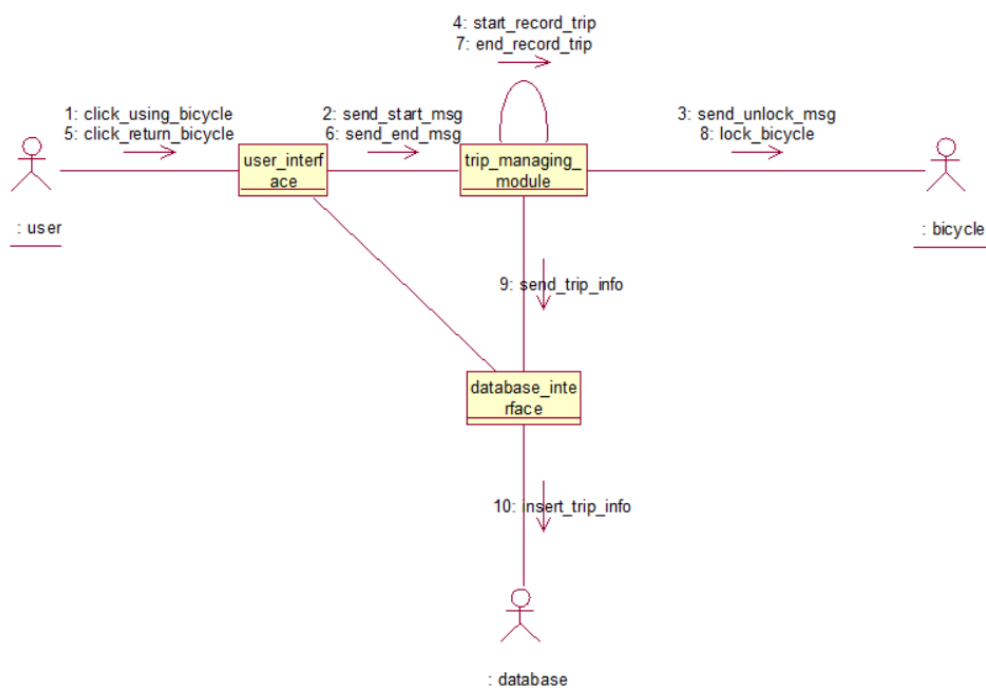 4: start_record_trip
7: end_record_trip
1: click_using_bicycle
5: click_return_bicycle
2: send_start_msg
6: send_end_msg
3: send_unlock_msg
8: lock_bicycle
user_interf
ace
trip_managing_
module
: user
: bicycle
9: send_trip_info
database_inte
rface
10: insert_trip_info
: database